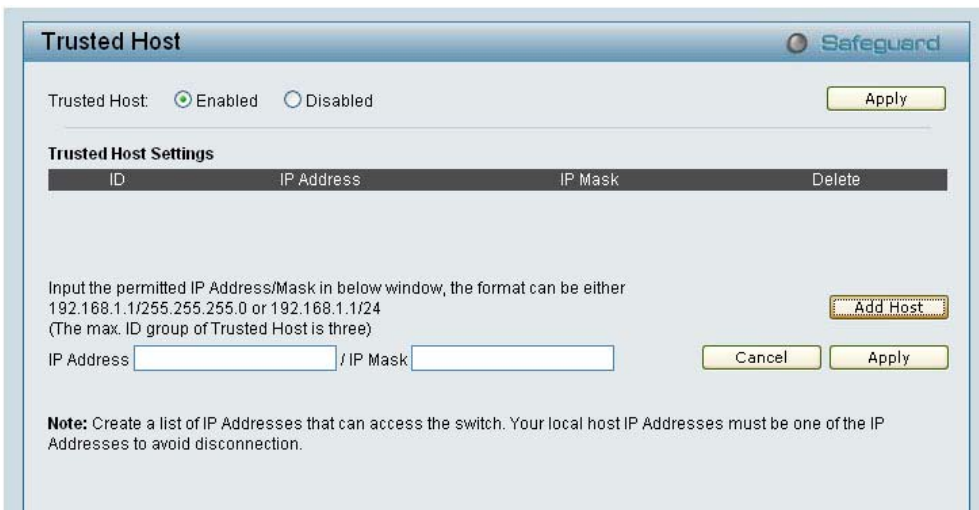 Trusted Host Safeguard
Trusted Host: Enabled Disabled Apply
Trusted Host Settings
ID IP Address IP Mask Delete
Input the permitted IP Address/Mask in below window, the format can be either
192.168.1.1/255.255.255.0 or 192.168.1.1/24
(The max. ID group of Trusted Host is three)
Add Host
IP Address / IP Mask Cancel Apply
Note: Create a list of IP Addresses that can access the switch. Your local host IP Addresses must be one of the IP
Addresses to avoid disconnection.